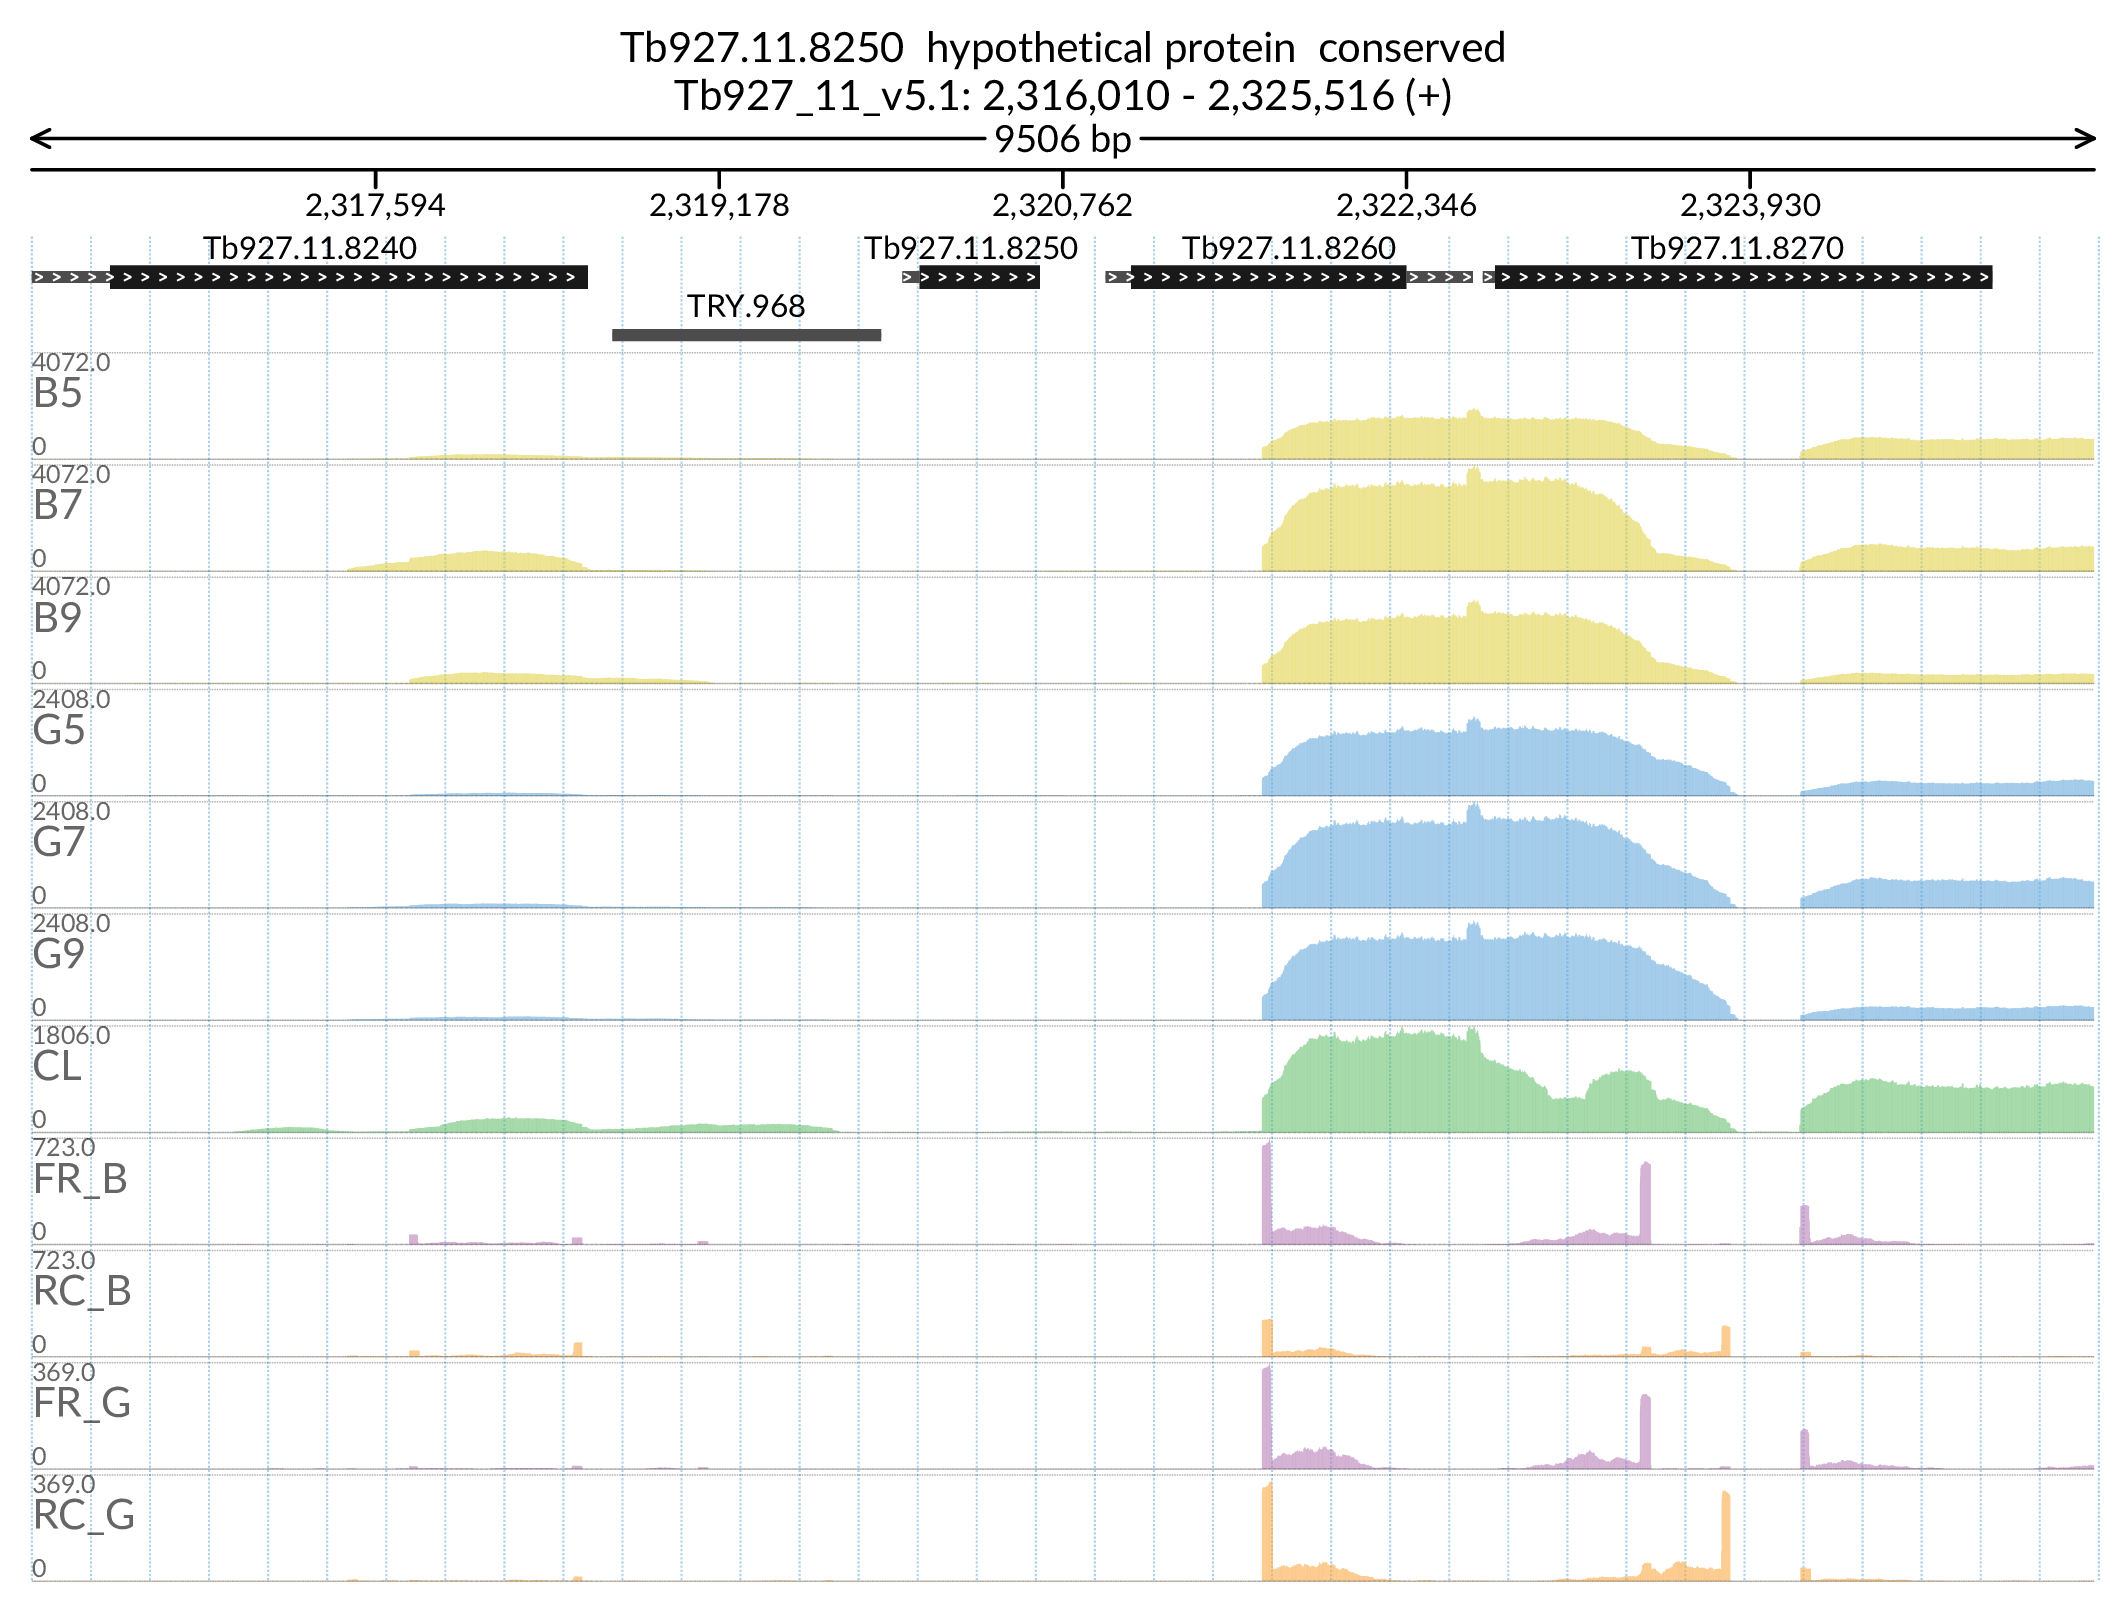 Tb927.11.8250  hypothetical protein  conserved
Tb927_11_v5.1: 2,316,010 - 2,325,516 (+)
9506 bp
2,317,594 2,319,178 2,320,762 2,322,346 2,323,930
Tb927.11.8240 Tb927.11.8250 Tb927.11.8260 Tb927.11.8270
TRY.968
4072.0
B5
0
4072.0
B7
0
4072.0
B9
0
2408.0
G5
0
2408.0
G7
0
2408.0
G9
0
1806.0
CL
0
723.0
FR_B
0
723.0
RC_B
0
369.0
FR_G
0
369.0
RC_G
0